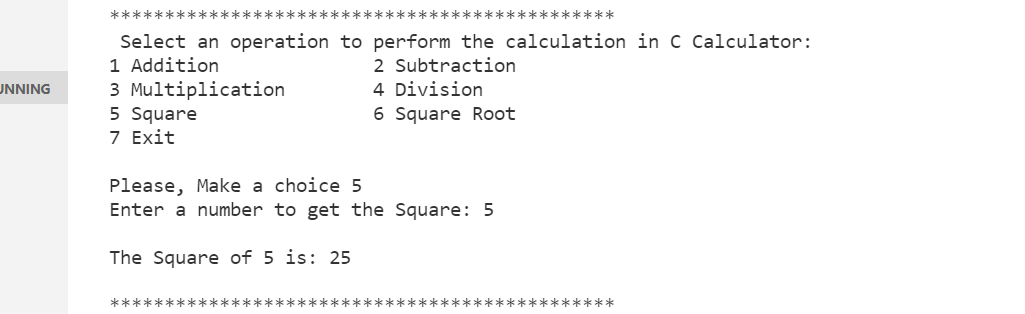 **********************************************
 Select an operation to perform the calculation in C Calculator:
1 Addition              2 Subtraction
UNNING
3 Multiplication        4 Division
5 Square                6 Square Root
7 Exit
Please, Make a choice 5
Enter a number to get the Square: 5
The Square of 5 is: 25
**********************************************